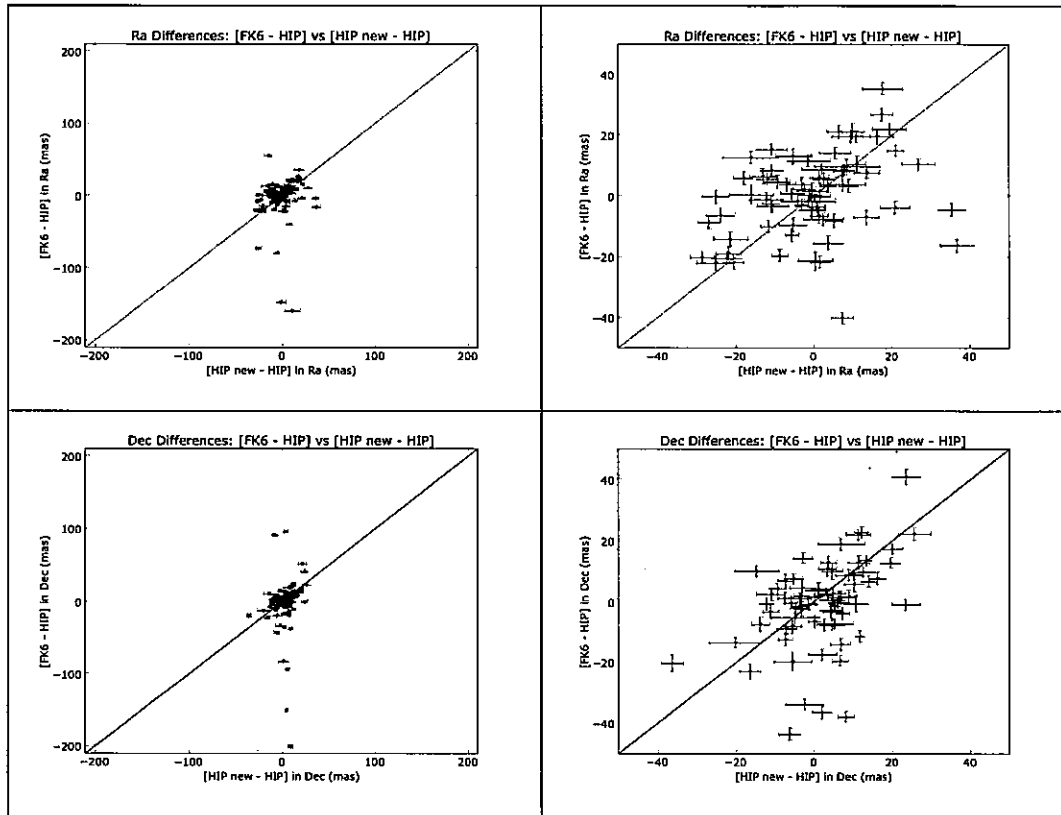 Ra Differences: [FK6 - HIP] vs [HIP new - HIP]
200
100
0
−100
−200
[FK6 - HIP] in Ra (mas)
−200 −100 0 100 200
[HIP new - HIP] in Ra (mas)
Ra Differences: [FK6 - HIP] vs [HIP new - HIP]
40
20
0
−20
−40
[FK6 - HIP] in Ra (mas)
−40 −20 0 20 40
[HIP new - HIP] in Ra (mas)
Dec Differences: [FK6 - HIP] vs [HIP new - HIP]
200
100
0
−100
−200
[FK6 - HIP] in Dec (mas)
−200 −100 0 100 200
[HIP new - HIP] in Dec (mas)
Dec Differences: [FK6 - HIP] vs [HIP new - HIP]
40
20
0
−20
−40
[FK6 - HIP] in Dec (mas)
−40 −20 0 20 40
[HIP new - HIP] in Dec (mas)